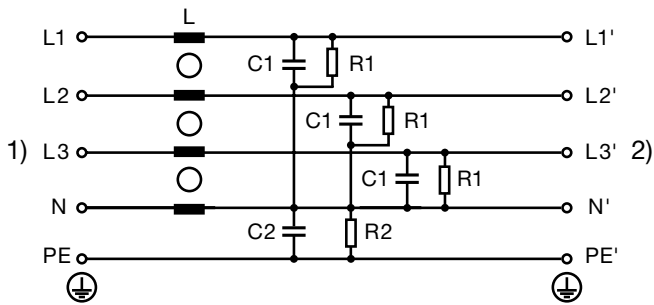 L
L1 L1'
C1 R1
L2 L2'
C1 R1
1) L3 L3' 2)
C1 R1
N N'
C2 R2
PE PE'